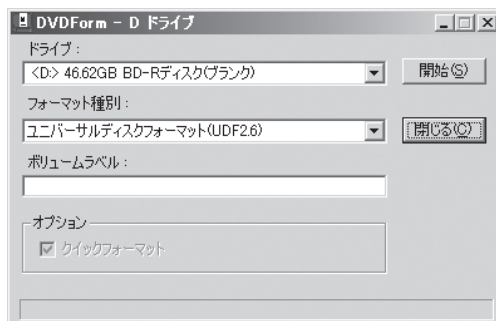 DVDForm - D ドライブ
ドライブ:
<D:> 46.62GB BD-Rディスク(ブランク)
開始(S)
フォーマット種別:
ユニバーサルディスクフォーマット(UDF2.6)
閉じる(C)
ボリュームラベル:
オプション
クイックフォーマット